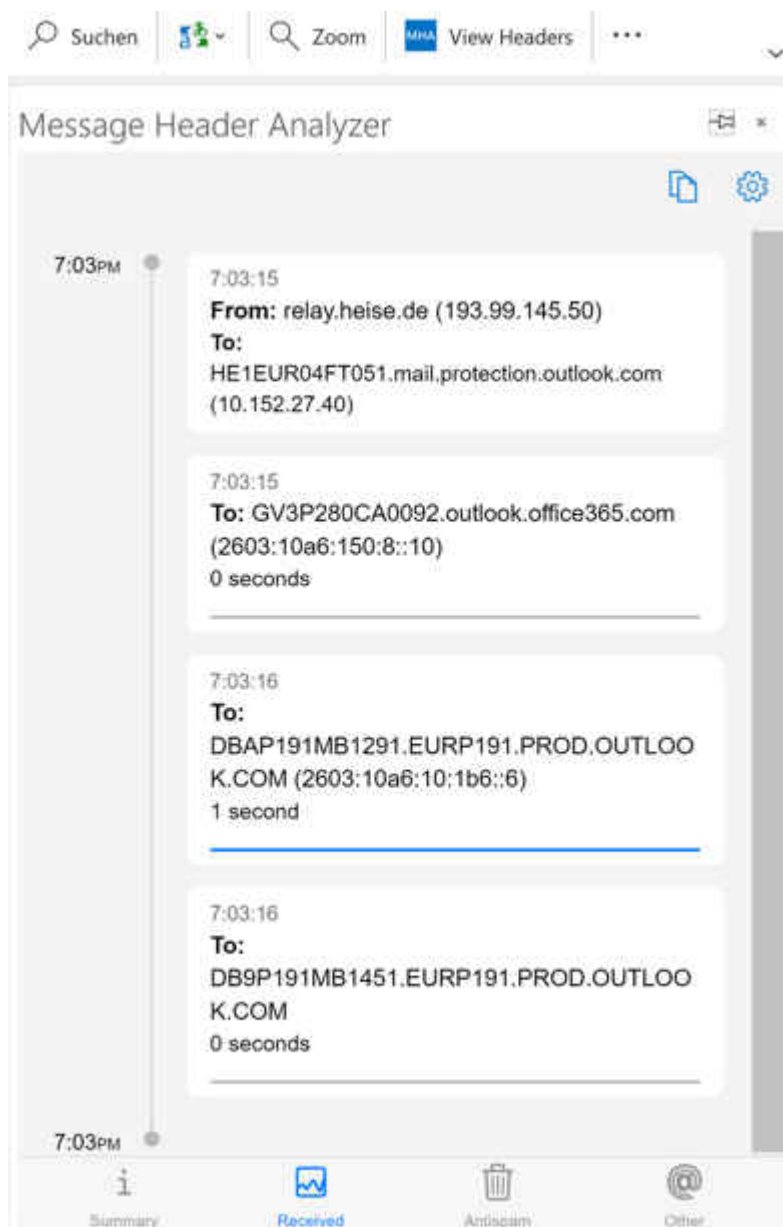 Suchen
Zoom
MHA
View Headers
Message Header Analyzer
7:03PM
7:03:15
From: relay.heise.de (193.99.145.50)
To:
HE1EUR04FT051.mail.protection.outlook.com
(10.152.27.40)
7:03:15
To: GV3P280CA0092.outlook.office365.com
(2603:10a6:150:8::10)
0 seconds
7:03:16
To:
DBAP191MB1291.EURP191.PROD.OUTLOO
K.COM (2603:10a6:10:1b6::6)
1 second
7:03:16
To:
DB9P191MB1451.EURP191.PROD.OUTLOO
K.COM
0 seconds
7:03PM
Summary
Received
Antispam
Other